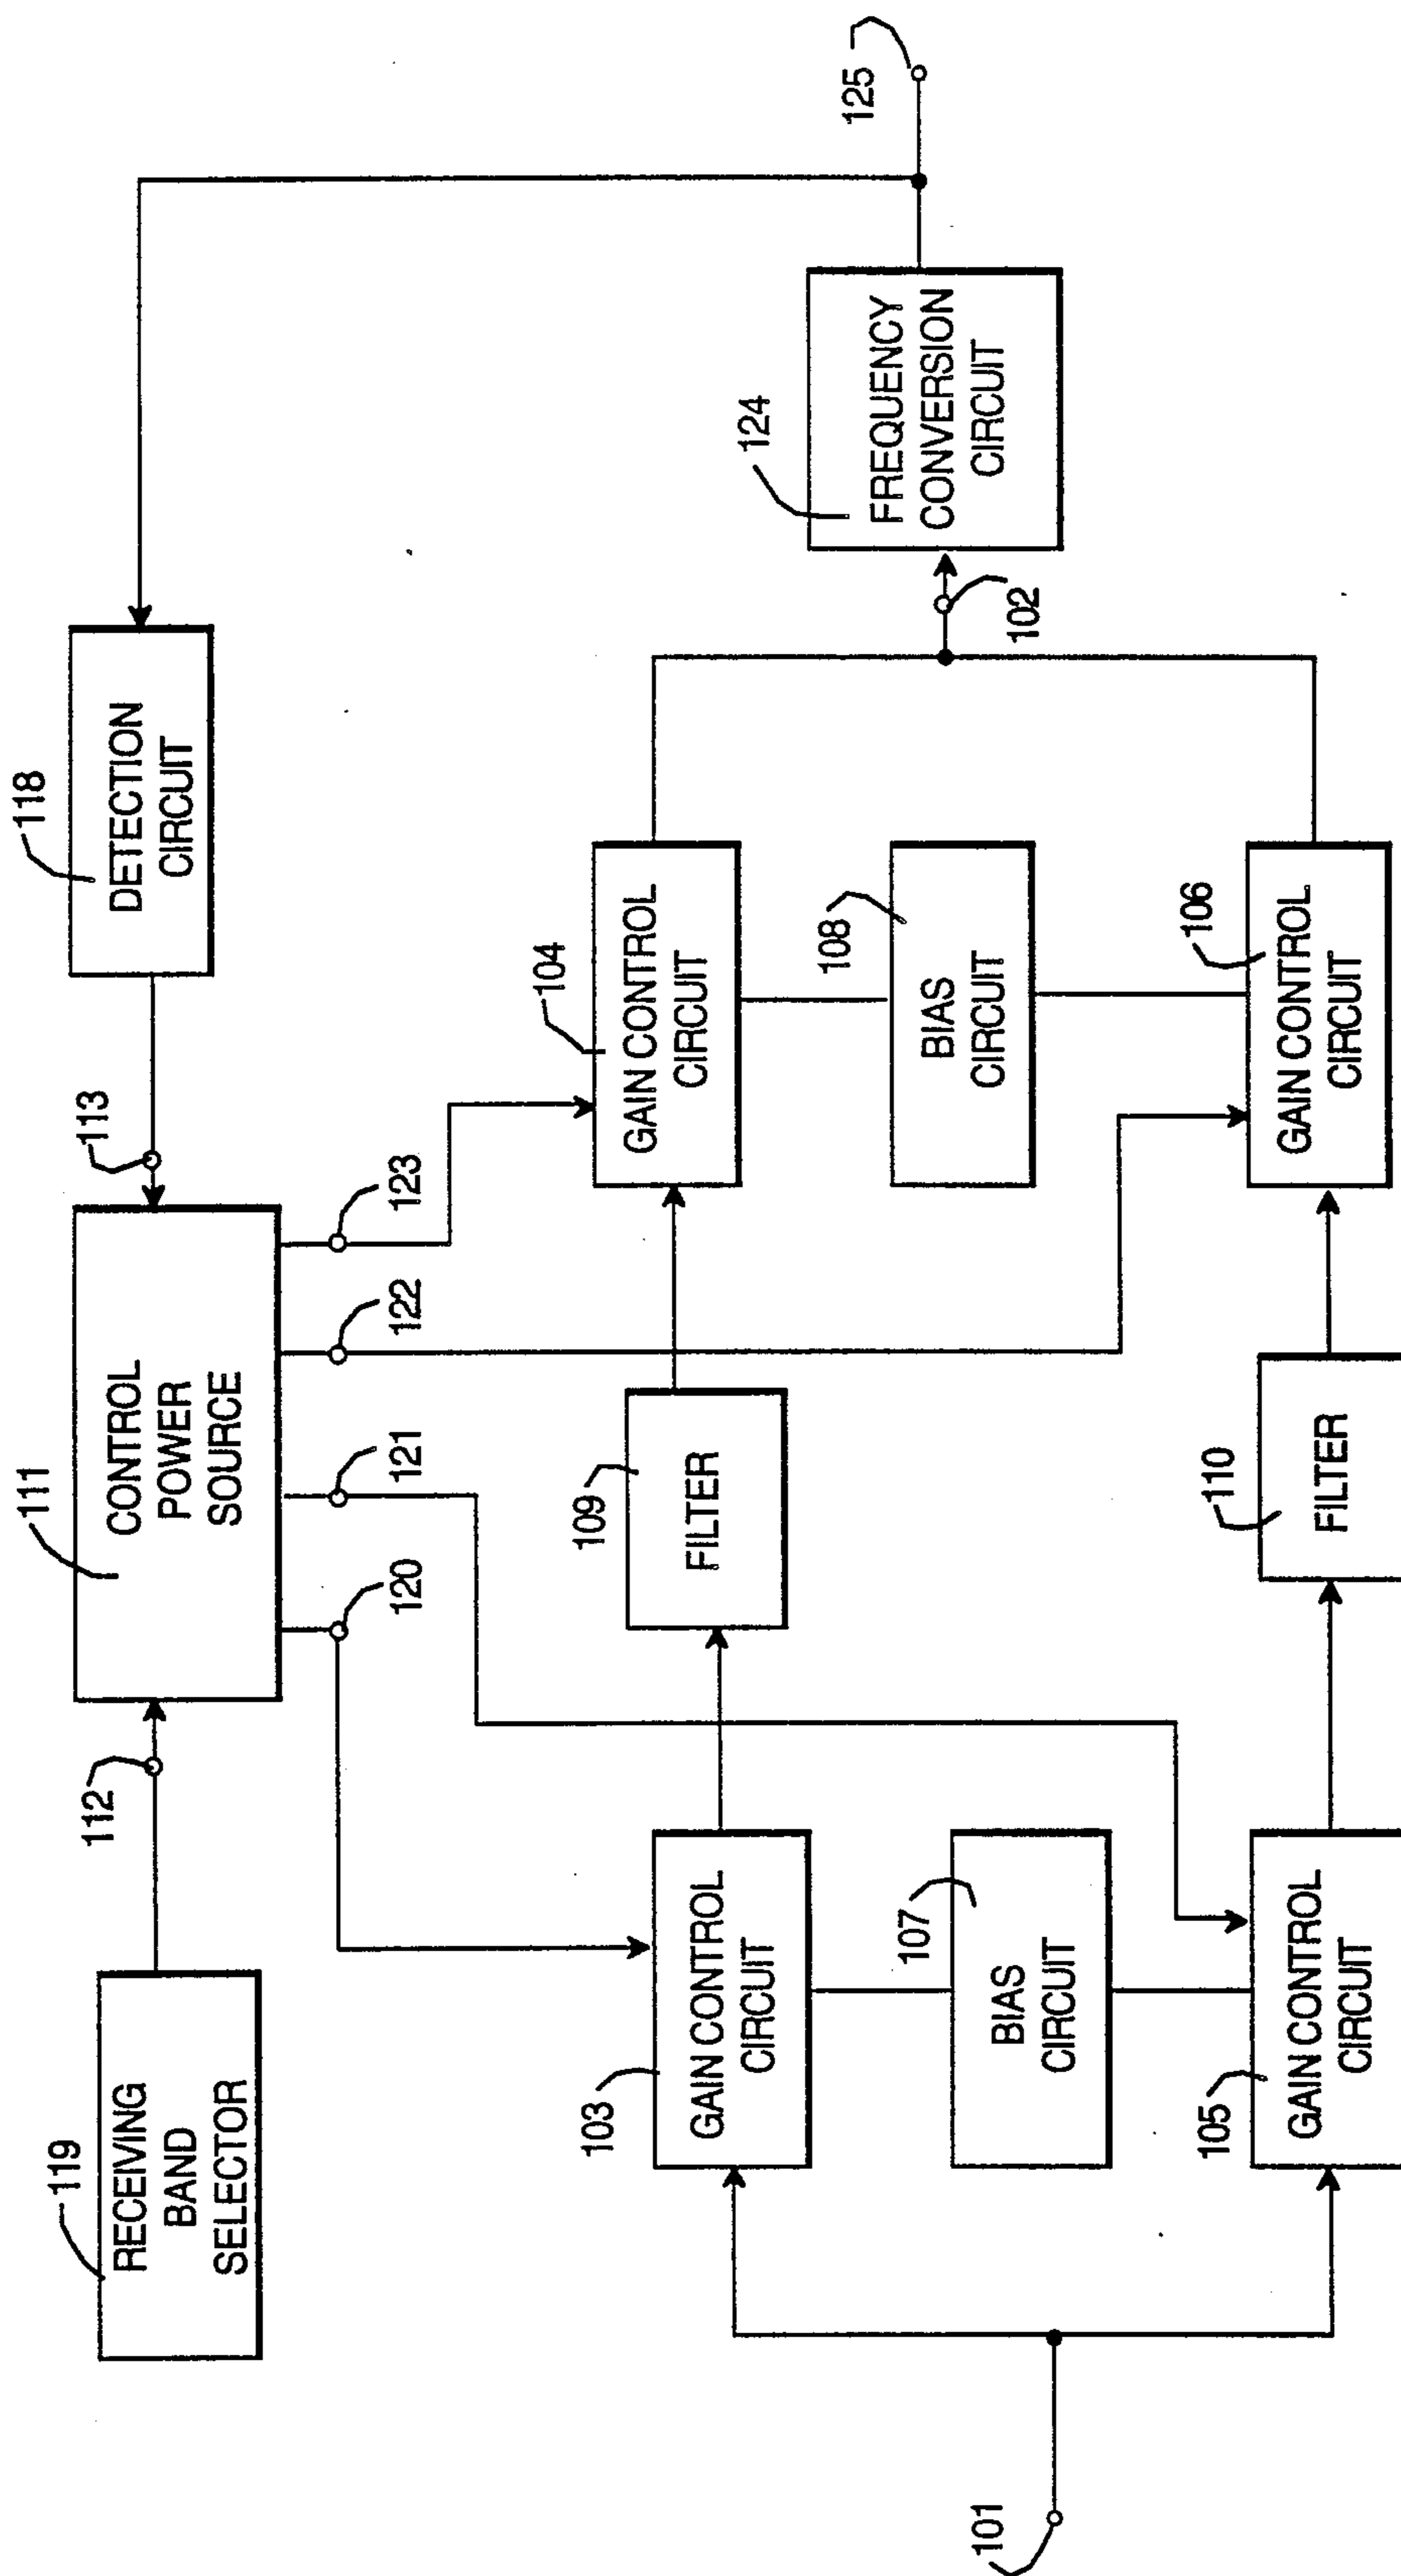 119
RECEIVING
BAND
SELECTOR
112
111
CONTROL
POWER
SOURCE
113
118
DETECTION
CIRCUIT
120
121
122
123
103
GAIN CONTROL
CIRCUIT
109
FILTER
104
GAIN CONTROL
CIRCUIT
107
BIAS
CIRCUIT
108
BIAS
CIRCUIT
101
105
GAIN CONTROL
CIRCUIT
110
FILTER
106
GAIN CONTROL
CIRCUIT
102
124
FREQUENCY
CONVERSION
CIRCUIT
125